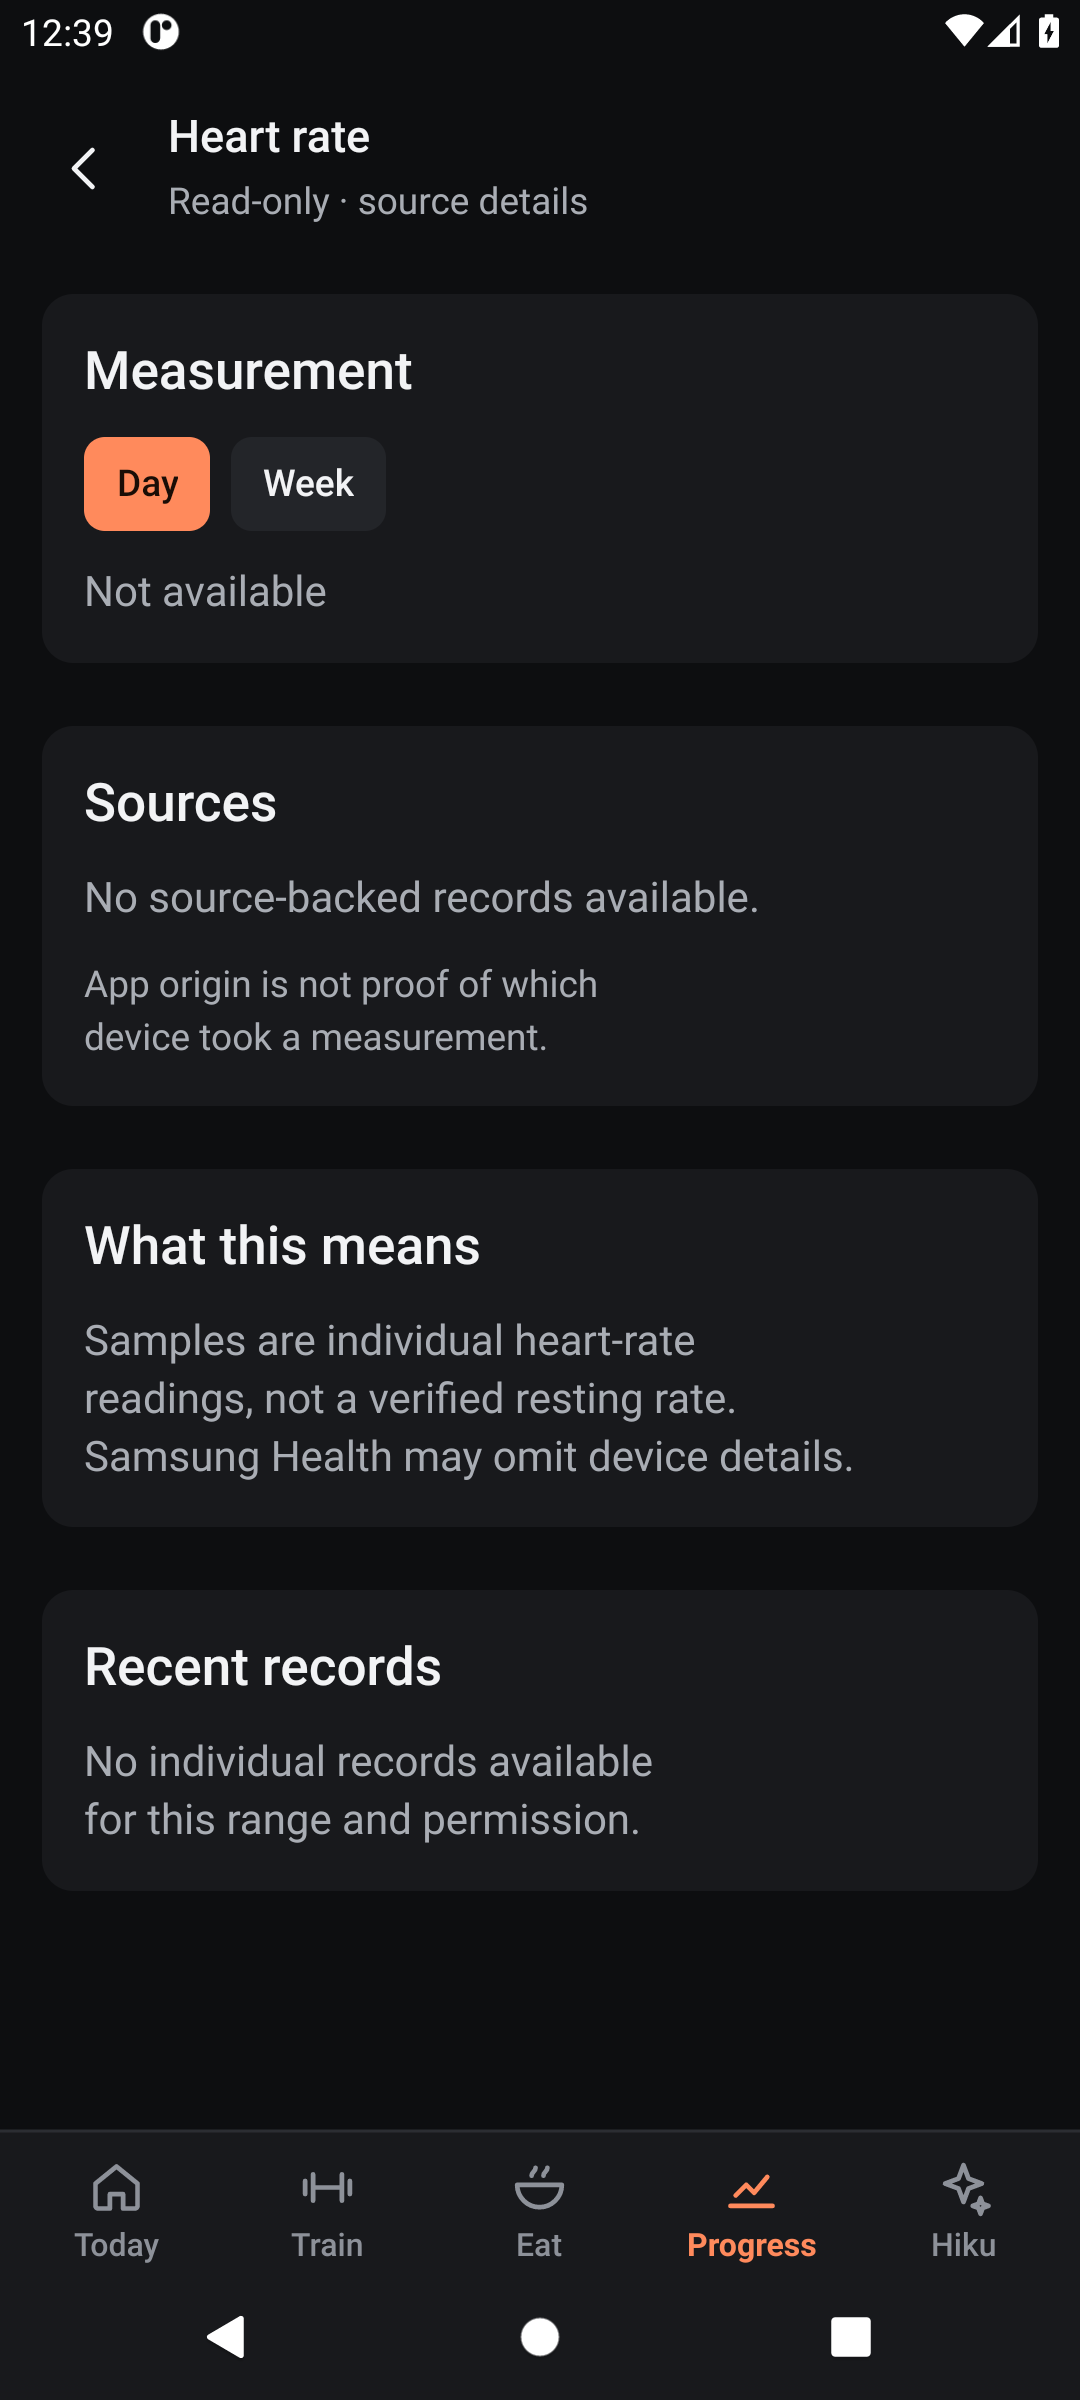 12:39
Heart rate
Read-only · source details
Measurement
Day
Week
Not available
Sources
No source-backed records available.
App origin is not proof of which
device took a measurement.
What this means
Samples are individual heart-rate
readings, not a verified resting rate.
Samsung Health may omit device details.
Recent records
No individual records available
for this range and permission.
Today
Train
Eat
Progress
Hiku